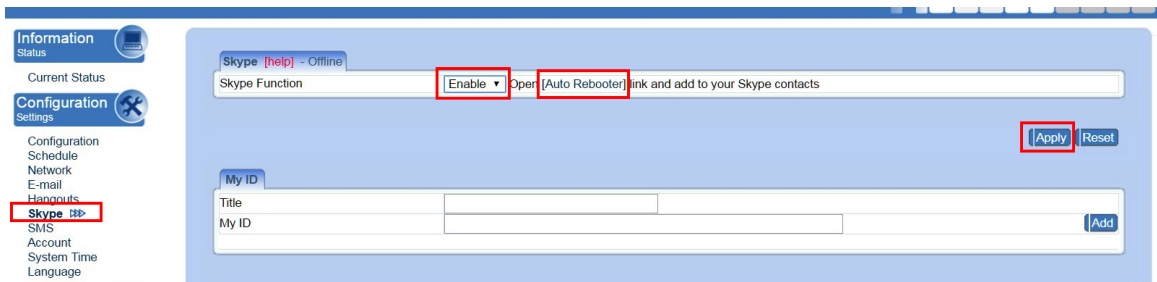 Information
Status
Current Status
Configuration
Settings
Configuration
Schedule
Network
E-mail
Hangouts
Skype
SMS
Account
System Time
Language
Skype [help] - Offline
Skype Function Enable Open [Auto Rebooter] link and add to your Skype contacts
Apply Reset
My ID
Title
My ID Add